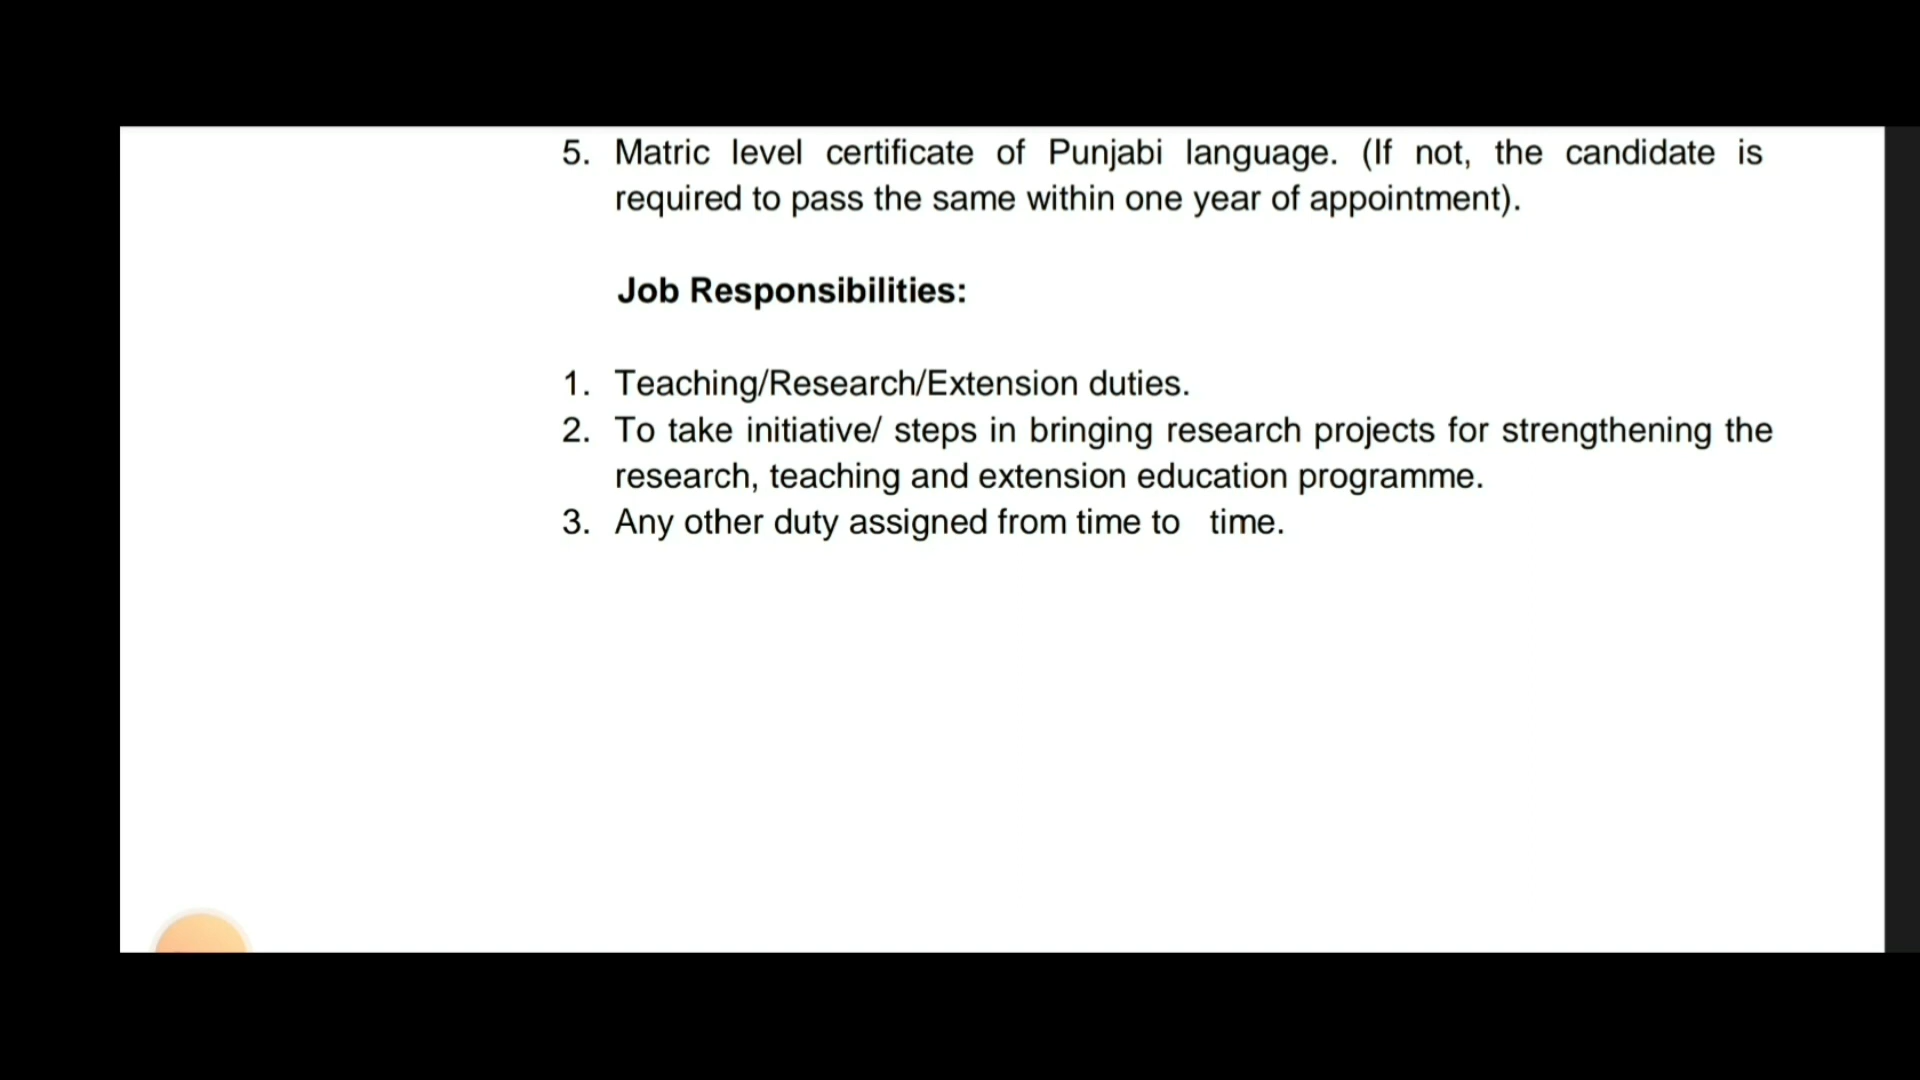 5. Matric level certificate of Punjabi language. (If not, the candidate is
required to pass the same within one year of appointment).
Job Responsibilities:
1. Teaching/Research/Extension duties.
2. To take initiative/ steps in bringing research projects for strengthening the
research, teaching and extension education programme.
3. Any other duty assigned from time to time.